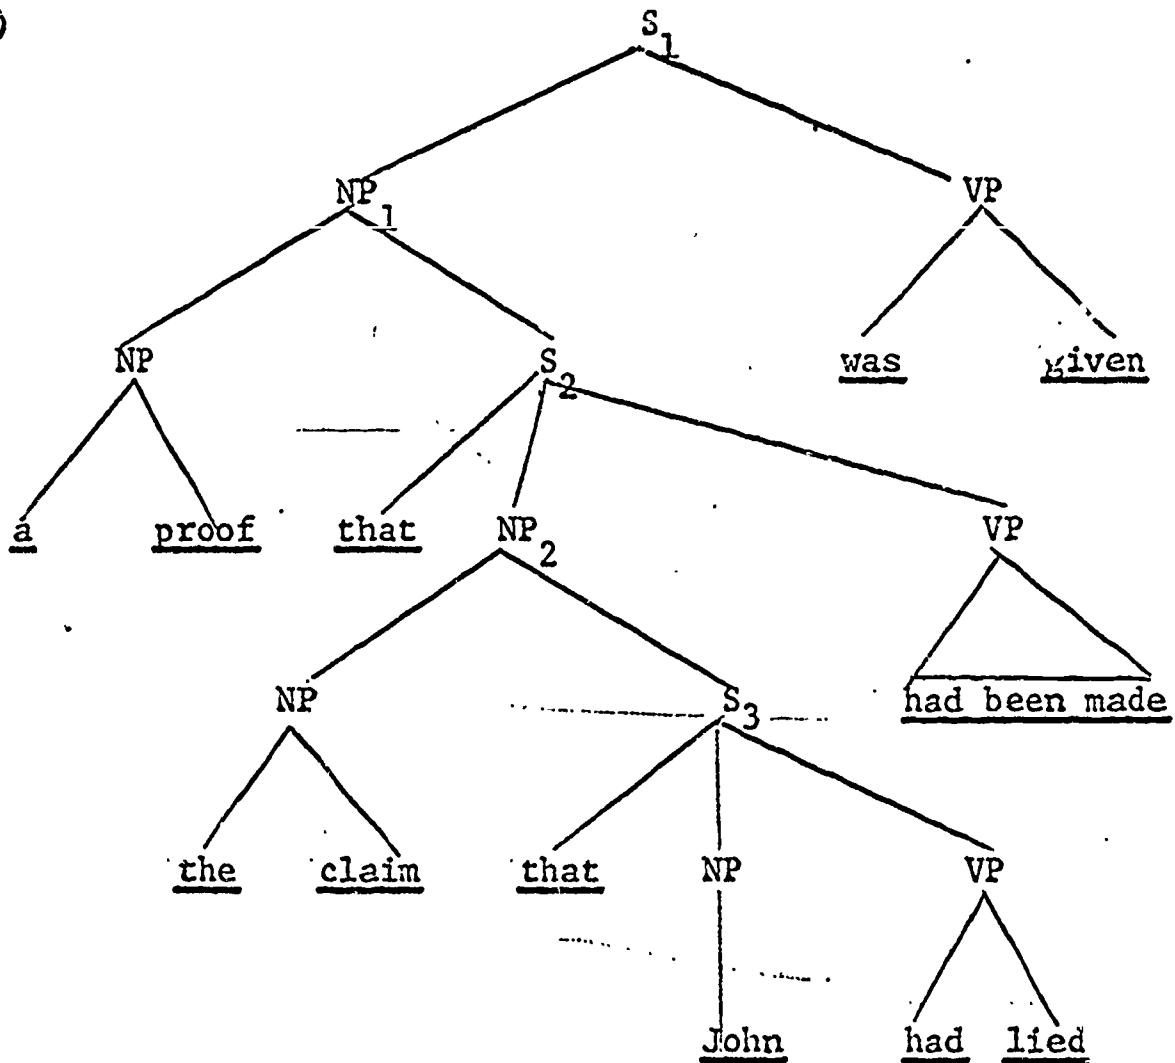 )
S1
NP1 VP
NP S2 was given
a proof that NP2 VP
NP S3 had been made
the claim that NP VP
John had lied